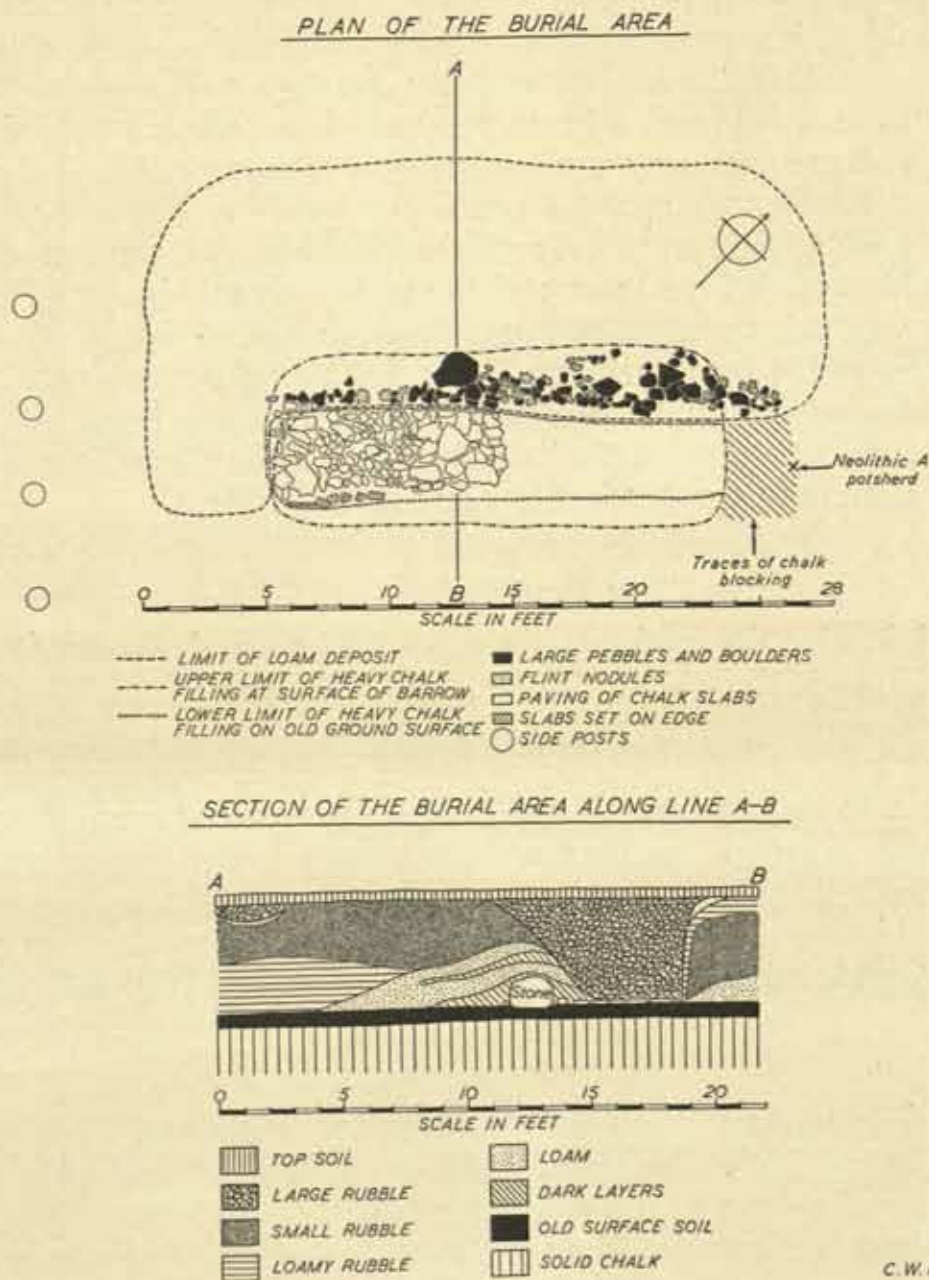 PLAN OF THE BURIAL AREA
A
Neolithic A
potsherd
Traces of chalk
blocking
0 5 10 B 15 20 28
SCALE IN FEET
LIMIT OF LOAM DEPOSIT
UPPER LIMIT OF HEAVY CHALK
FILLING AT SURFACE OF BARROW
LOWER LIMIT OF HEAVY CHALK
FILLING ON OLD GROUND SURFACE
LARGE PEBBLES AND BOULDERS
FLINT NODULES
PAVING OF CHALK SLABS
SLABS SET ON EDGE
SIDE POSTS
SECTION OF THE BURIAL AREA ALONG LINE A-B
A B
Stone
0 5 10 15 20
SCALE IN FEET
TOP SOIL
LARGE RUBBLE
SMALL RUBBLE
LOAMY RUBBLE
LOAM
DARK LAYERS
OLD SURFACE SOIL
SOLID CHALK
C.W.